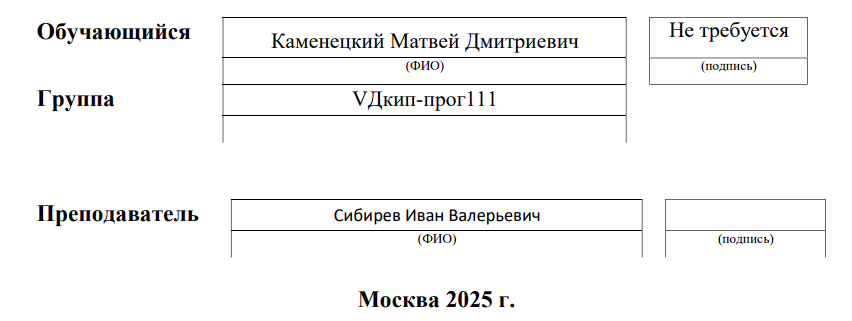 Обучающийся
Каменецкий Матвей Дмитриевич
Не требуется
(ФИО)
(подпись)
Группа
VДкип-прог111
Преподаватель
Сибирев Иван Валерьевич
(ФИО)
(подпись)
Москва 2025 г.